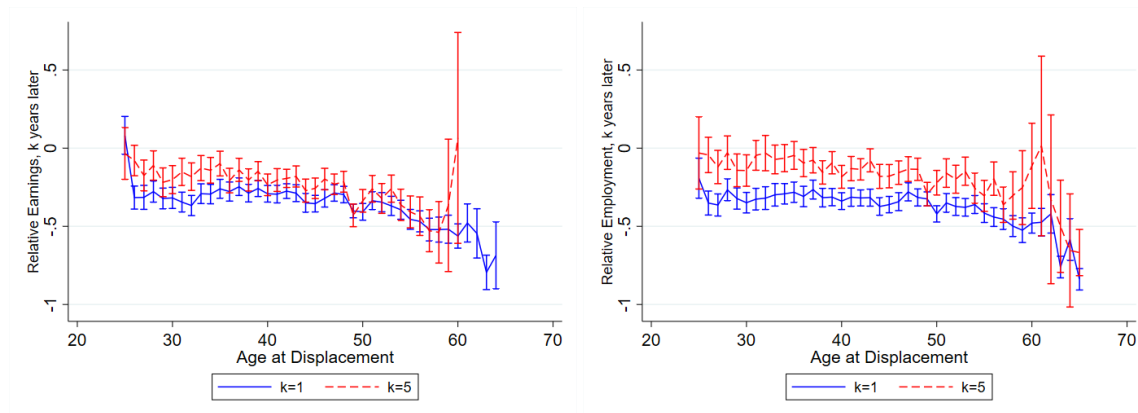 Relative Earnings, k years later
.5
0
-.5
-1
20 30 40 50 60 70
Age at Displacement
k=1 k=5
Relative Employment, k years later
.5
0
-.5
-1
20 30 40 50 60 70
Age at Displacement
k=1 k=5